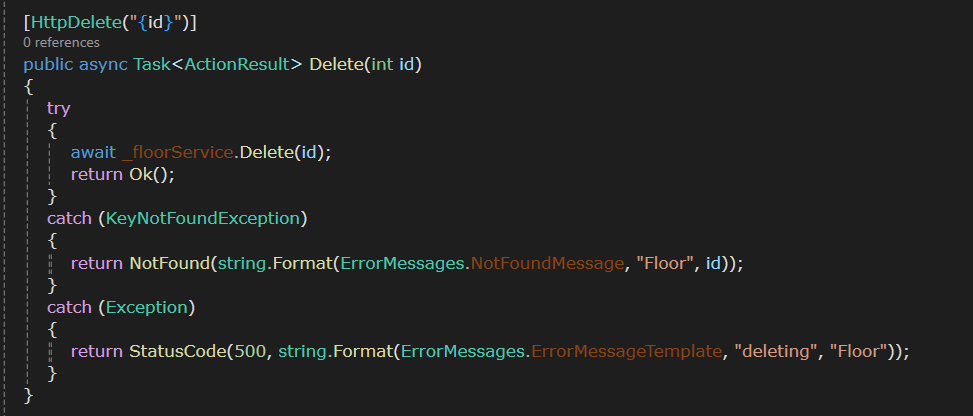 [HttpDelete("{id}")]
0 references
public async Task<ActionResult> Delete(int id)
{
try
{
await _floorService.Delete(id);
return Ok();
}
catch (KeyNotFoundException)
{
return NotFound(string.Format(ErrorMessages.NotFoundMessage, "Floor", id));
}
catch (Exception)
{
return StatusCode(500, string.Format(ErrorMessages.ErrorMessageTemplate, "deleting", "Floor"));
}
}